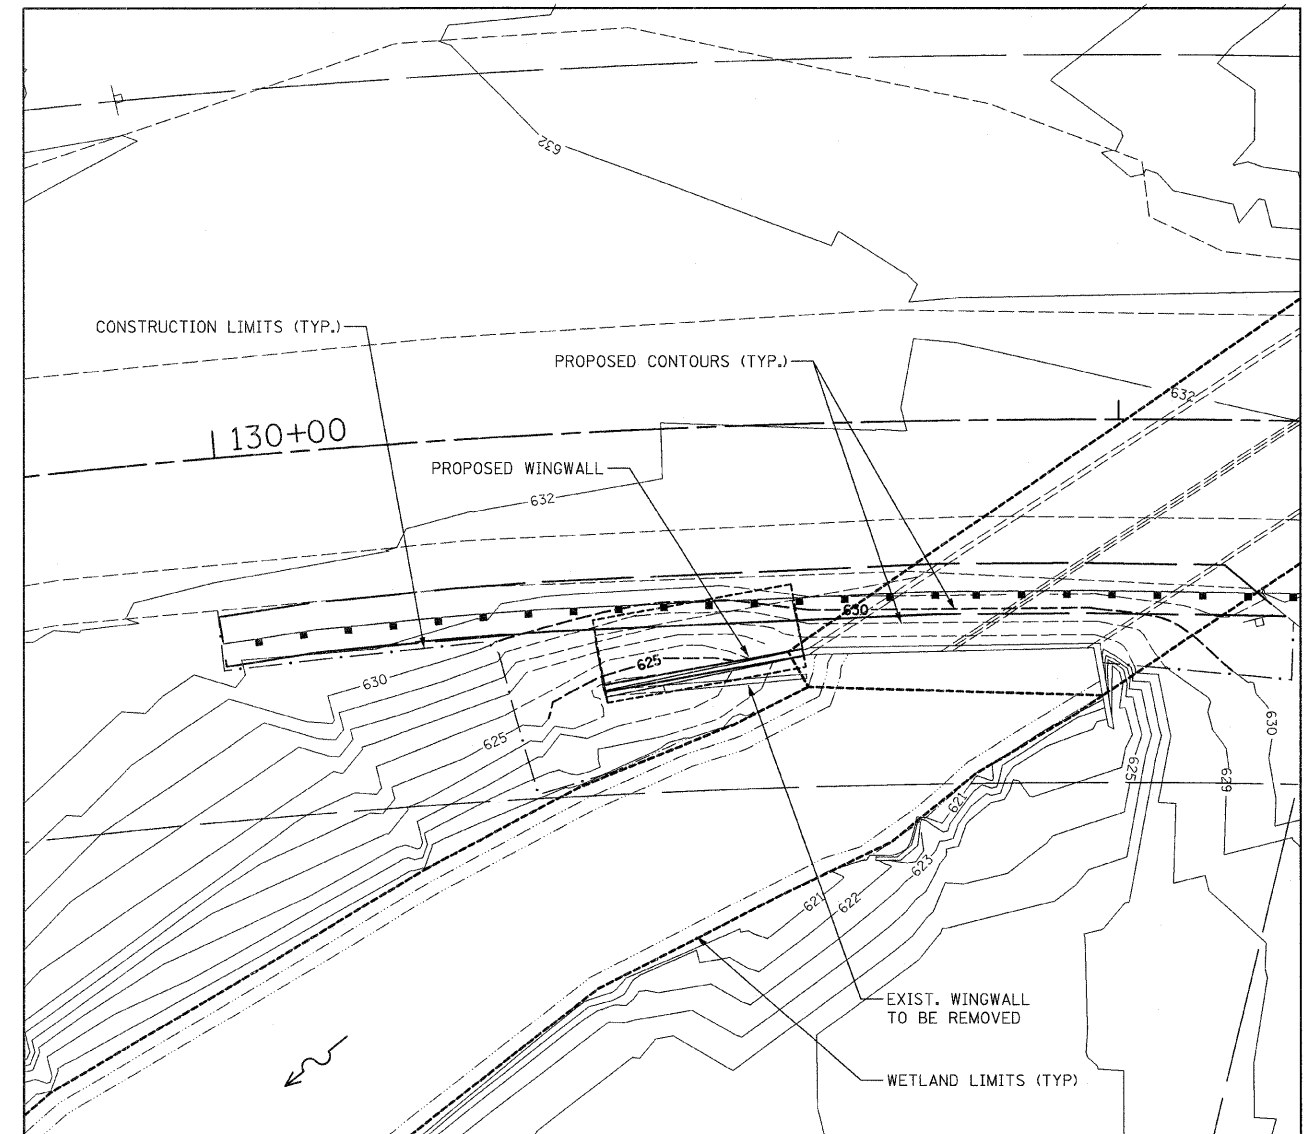 632
CONSTRUCTION LIMITS (TYP.)
PROPOSED CONTOURS (TYP.)
632
130+00
PROPOSED WINGWALL
632
630
625
630
630
625
625
629
621
623
621
622
EXIST. WINGWALL
TO BE REMOVED
WETLAND LIMITS (TYP)